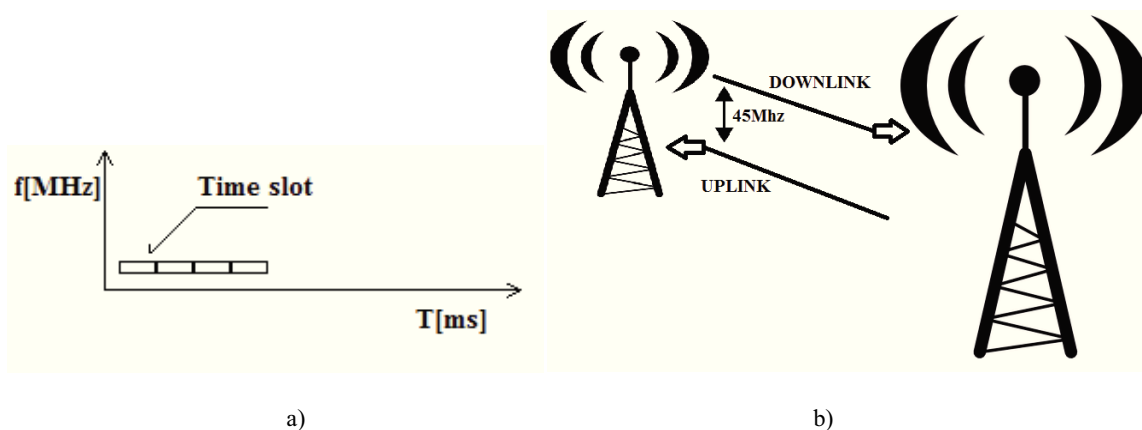 f[MHz]
Time slot
T[ms]
DOWNLINK
45Mhz
UPLINK
a)
b)